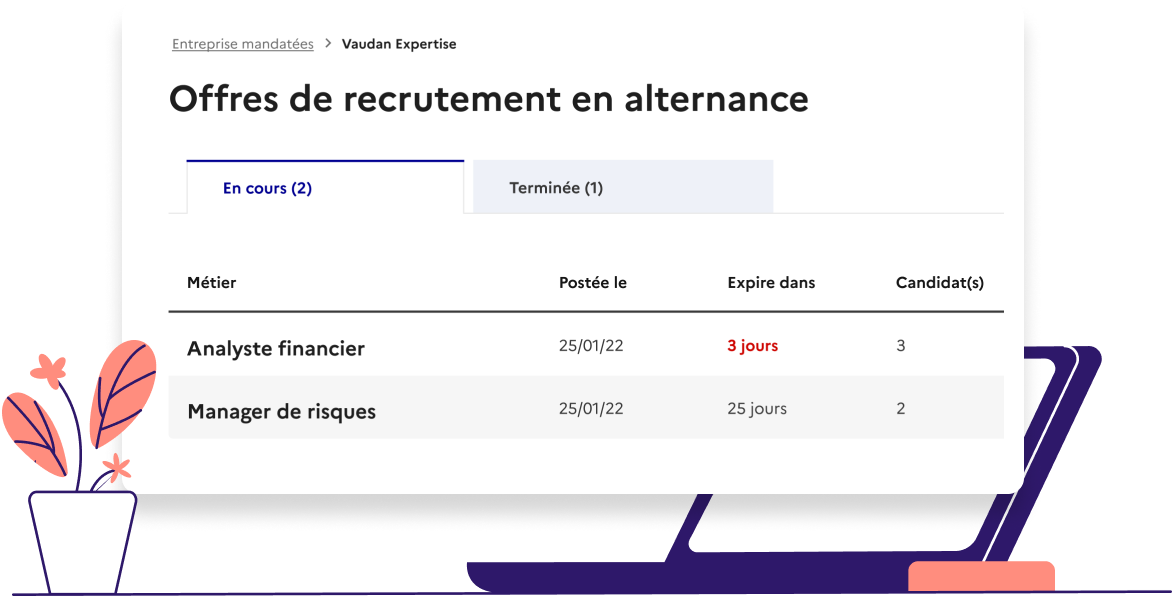 Entreprise mandatées > Vaudan Expertise
Offres de recrutement en alternance
En cours (2) Terminée (1)
Métier Postée le Expire dans Candidat(s)
Analyste financier 25/01/22 3 jours 3
Manager de risques 25/01/22 25 jours 2